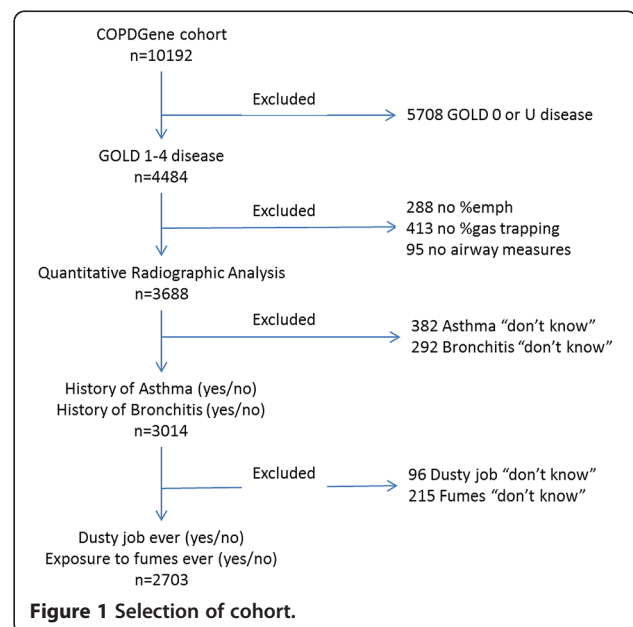 COPDGene cohort
n=10192
Excluded
5708 GOLD 0 or U disease
GOLD 1-4 disease
n=4484
Excluded
288 no %emph
413 no %gas trapping
95 no airway measures
Quantitative Radiographic Analysis
n=3688
Excluded
382 Asthma “don’t know”
292 Bronchitis “don’t know”
History of Asthma (yes/no)
History of Bronchitis (yes/no)
n=3014
Excluded
96 Dusty job “don’t know”
215 Fumes “don’t know”
Dusty job ever (yes/no)
Exposure to fumes ever (yes/no)
n=2703
Figure 1 Selection of cohort.